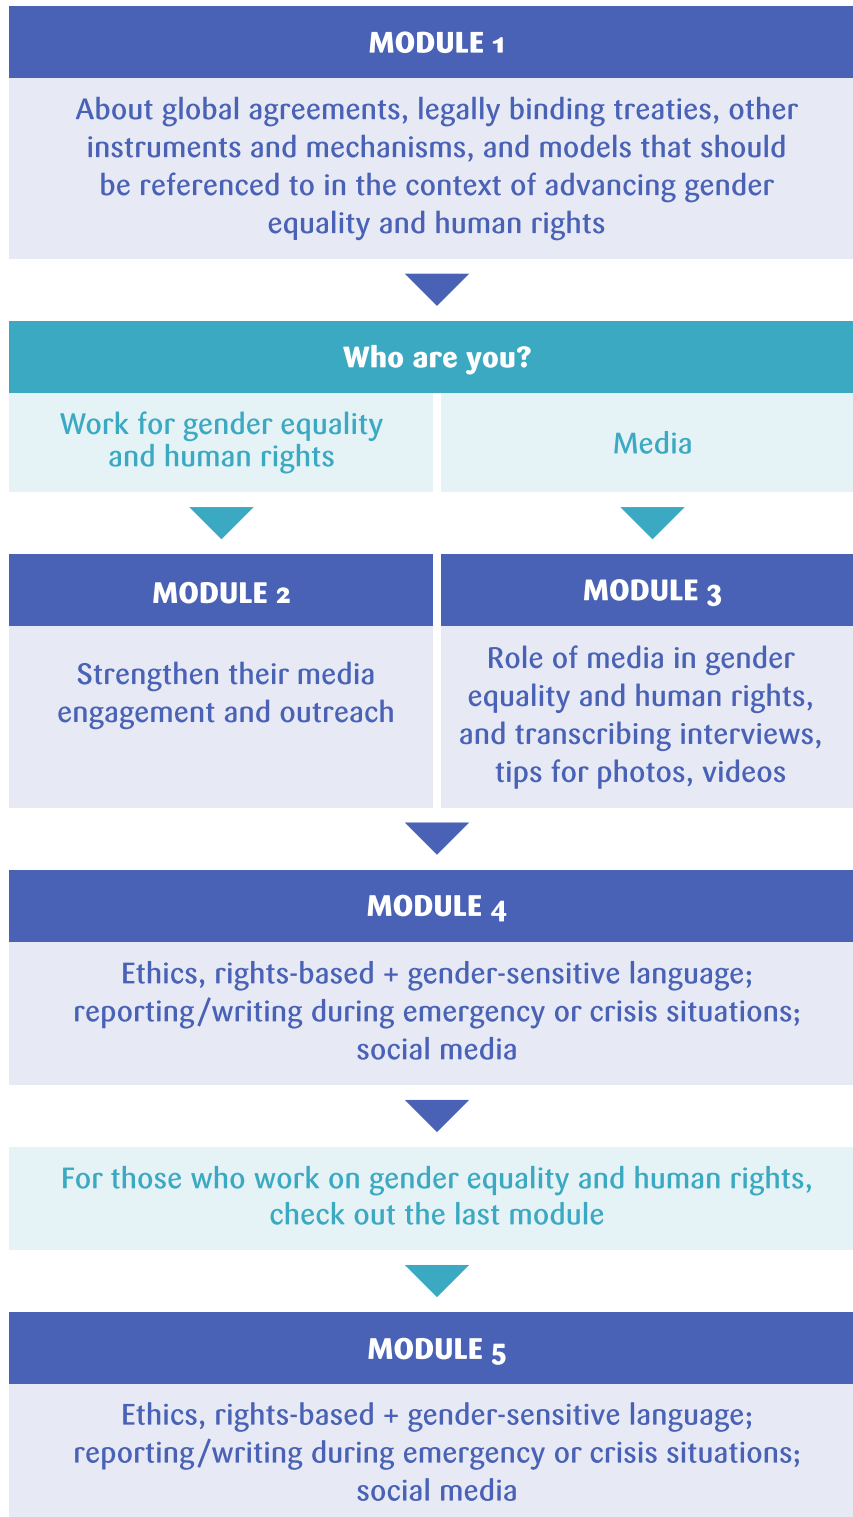 MODULE 1
About global agreements, legally binding treaties, other
instruments and mechanisms, and models that should
be referenced to in the context of advancing gender
equality and human rights
Who are you?
Work for gender equality
and human rights
Media
MODULE 2
Strengthen their media
engagement and outreach
MODULE 3
Role of media in gender
equality and human rights,
and transcribing interviews,
tips for photos, videos
MODULE 4
Ethics, rights-based + gender-sensitive language;
reporting/writing during emergency or crisis situations;
social media
For those who work on gender equality and human rights,
check out the last module
MODULE 5
Ethics, rights-based + gender-sensitive language;
reporting/writing during emergency or crisis situations;
social media